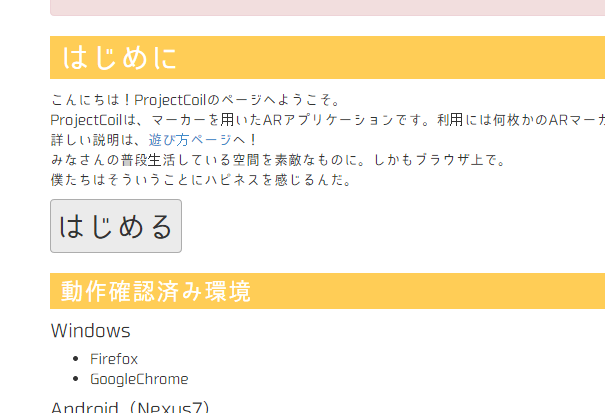 はじめに
こんにちは！ProjectCoilのページへようこそ。
ProjectCoilは、マーカーを用いたARアプリケーションです。利用には何枚かのARマーカ
詳しい説明は、遊び方ページへ！
みなさんの普段生活している空間を素敵なものに。しかもブラウザ上で。
僕たちはそういうことにハピネスを感じるんだ。
はじめる
動作確認済み環境
Windows
• Firefox
• GoogleChrome
Android（Nexus7）